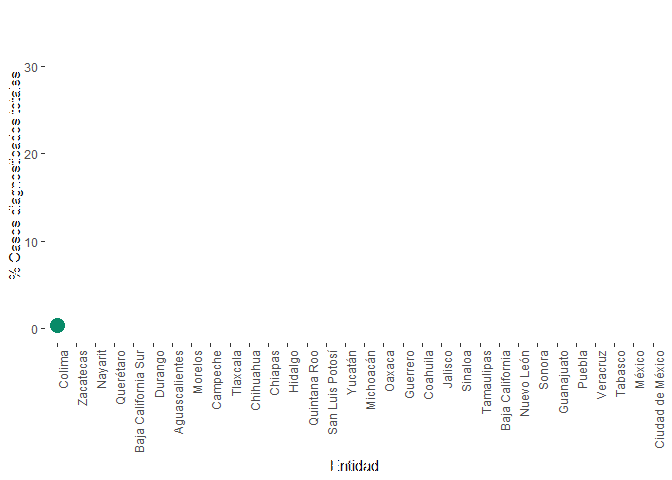 % Casos diagnosticados totales
30
20
10
0
Colima
Zacatecas
Nayarit
Querétaro
Baja California Sur
Durango
Aguascalientes
Morelos
Campeche
Tlaxcala
Chihuahua
Chiapas
Hidalgo
Quintana Roo
San Luis Potosí
Yucatán
Michoacán
Oaxaca
Guerrero
Coahuila
Jalisco
Sinaloa
Tamaulipas
Baja California
Nuevo León
Sonora
Guanajuato
Puebla
Veracruz
Tabasco
México
Ciudad de México
Entidad